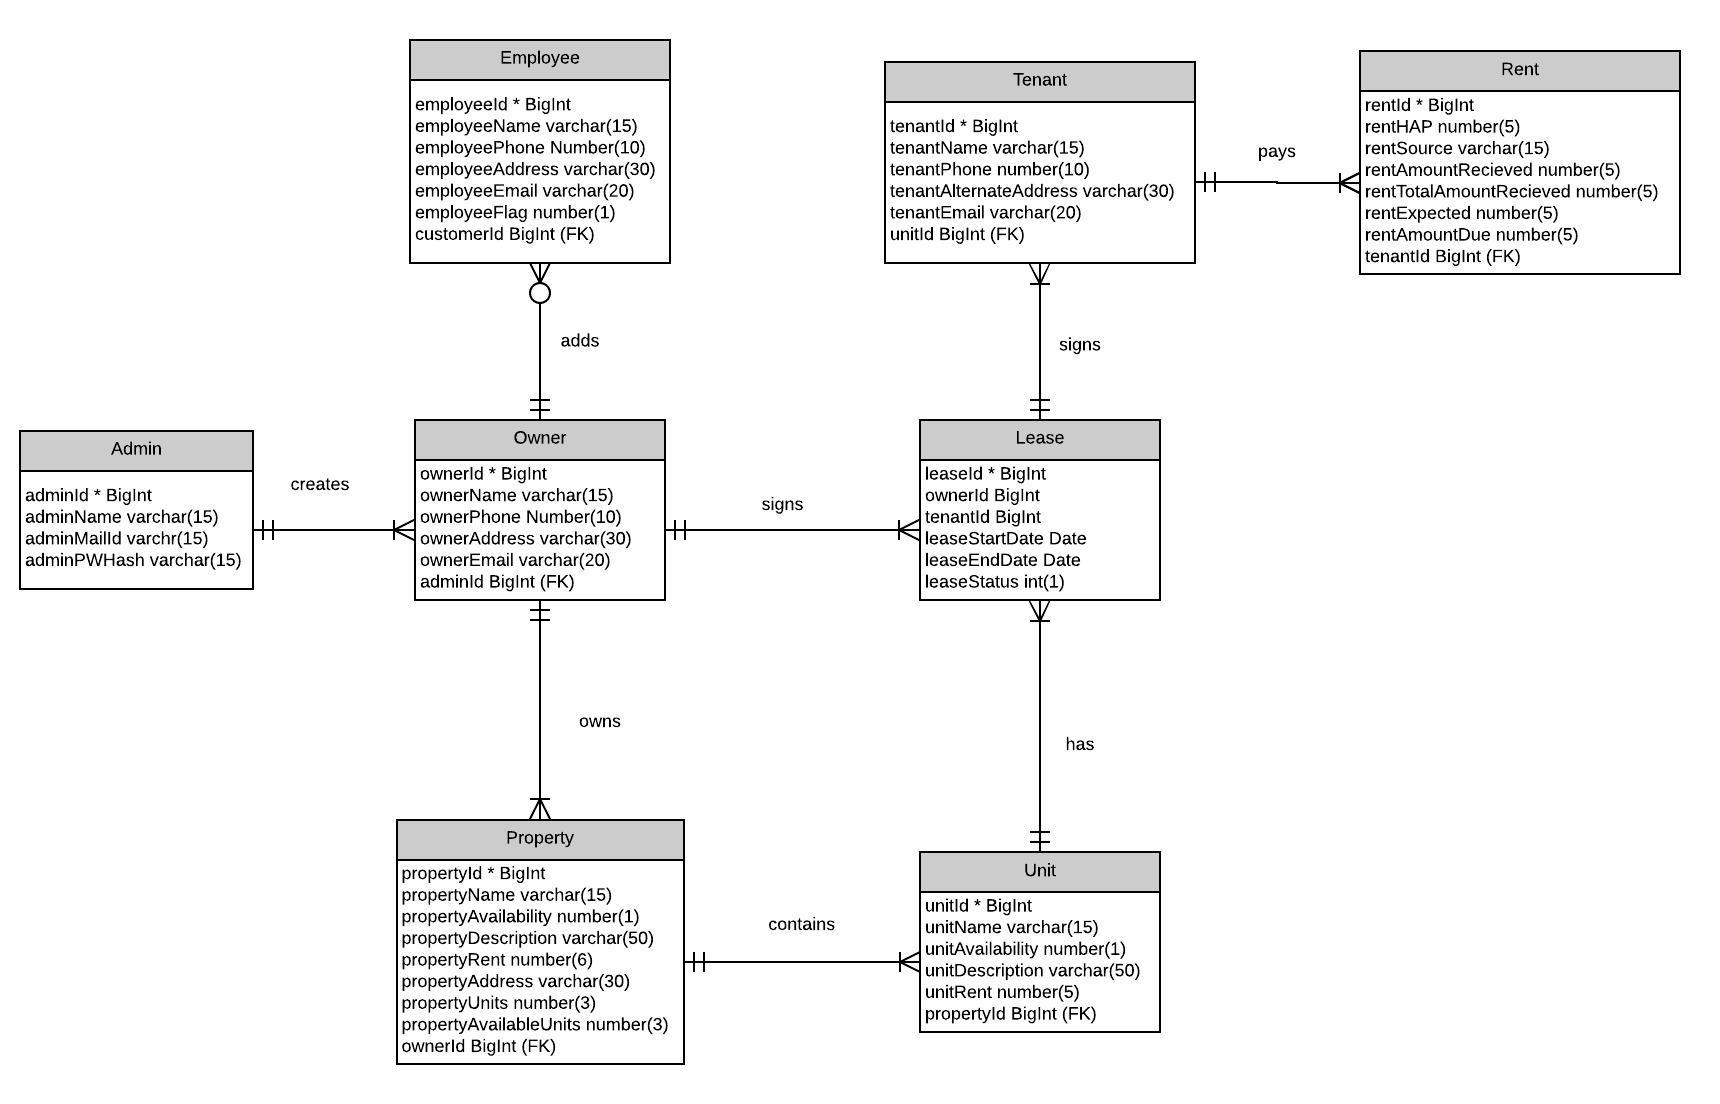 Employee
employeeId * BigInt
employeeName varchar(15)
employeePhone Number(10)
employeeAddress varchar(30)
employeeEmail varchar(20)
employeeFlag number(1)
customerId BigInt (FK)
Tenant
tenantId * BigInt
tenantName varchar(15)
tenantPhone number(10)
tenantAlternateAddress varchar(30)
tenantEmail varchar(20)
unitId BigInt (FK)
pays
Rent
rentId * BigInt
rentHAP number(5)
rentSource varchar(15)
rentAmountRecieved number(5)
rentTotalAmountRecieved number(5)
rentExpected number(5)
rentAmountDue number(5)
tenantId BigInt (FK)
adds
signs
Admin
adminId * BigInt
adminName varchar(15)
adminMailId varchr(15)
adminPWHash varchar(15)
creates
Owner
ownerId * BigInt
ownerName varchar(15)
ownerPhone Number(10)
ownerAddress varchar(30)
ownerEmail varchar(20)
adminId BigInt (FK)
signs
Lease
leaseId * BigInt
ownerId BigInt
tenantId BigInt
leaseStartDate Date
leaseEndDate Date
leaseStatus int(1)
owns
has
Property
propertyId * BigInt
propertyName varchar(15)
propertyAvailability number(1)
propertyDescription varchar(50)
propertyRent number(6)
propertyAddress varchar(30)
propertyUnits number(3)
propertyAvailableUnits number(3)
ownerId BigInt (FK)
contains
Unit
unitId * BigInt
unitName varchar(15)
unitAvailability number(1)
unitDescription varchar(50)
unitRent number(5)
propertyId BigInt (FK)